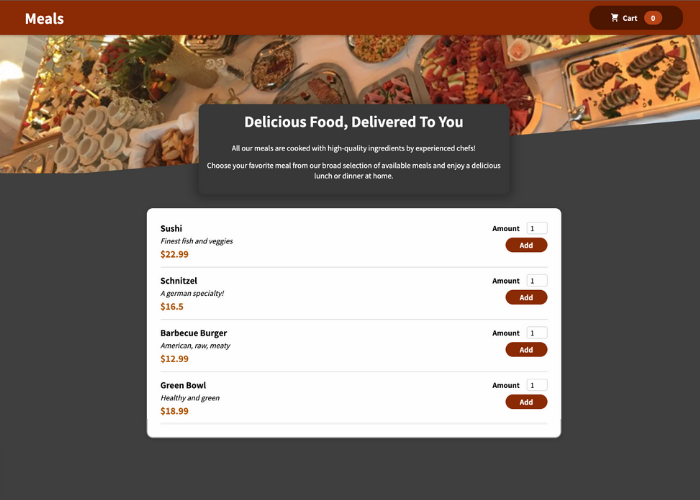 Meals
Cart 0
Delicious Food, Delivered To You
All our meals are cooked with high-quality ingredients by experienced chefs!
Choose your favorite meal from our broad selection of available meals and enjoy a delicious
lunch or dinner at home.
Sushi
Finest fish and veggies
$22.99
Amount 1
Add
Schnitzel
A german specialty!
$16.5
Amount 1
Add
Barbecue Burger
American, raw, meaty
$12.99
Amount 1
Add
Green Bowl
Healthy and green
$18.99
Amount 1
Add